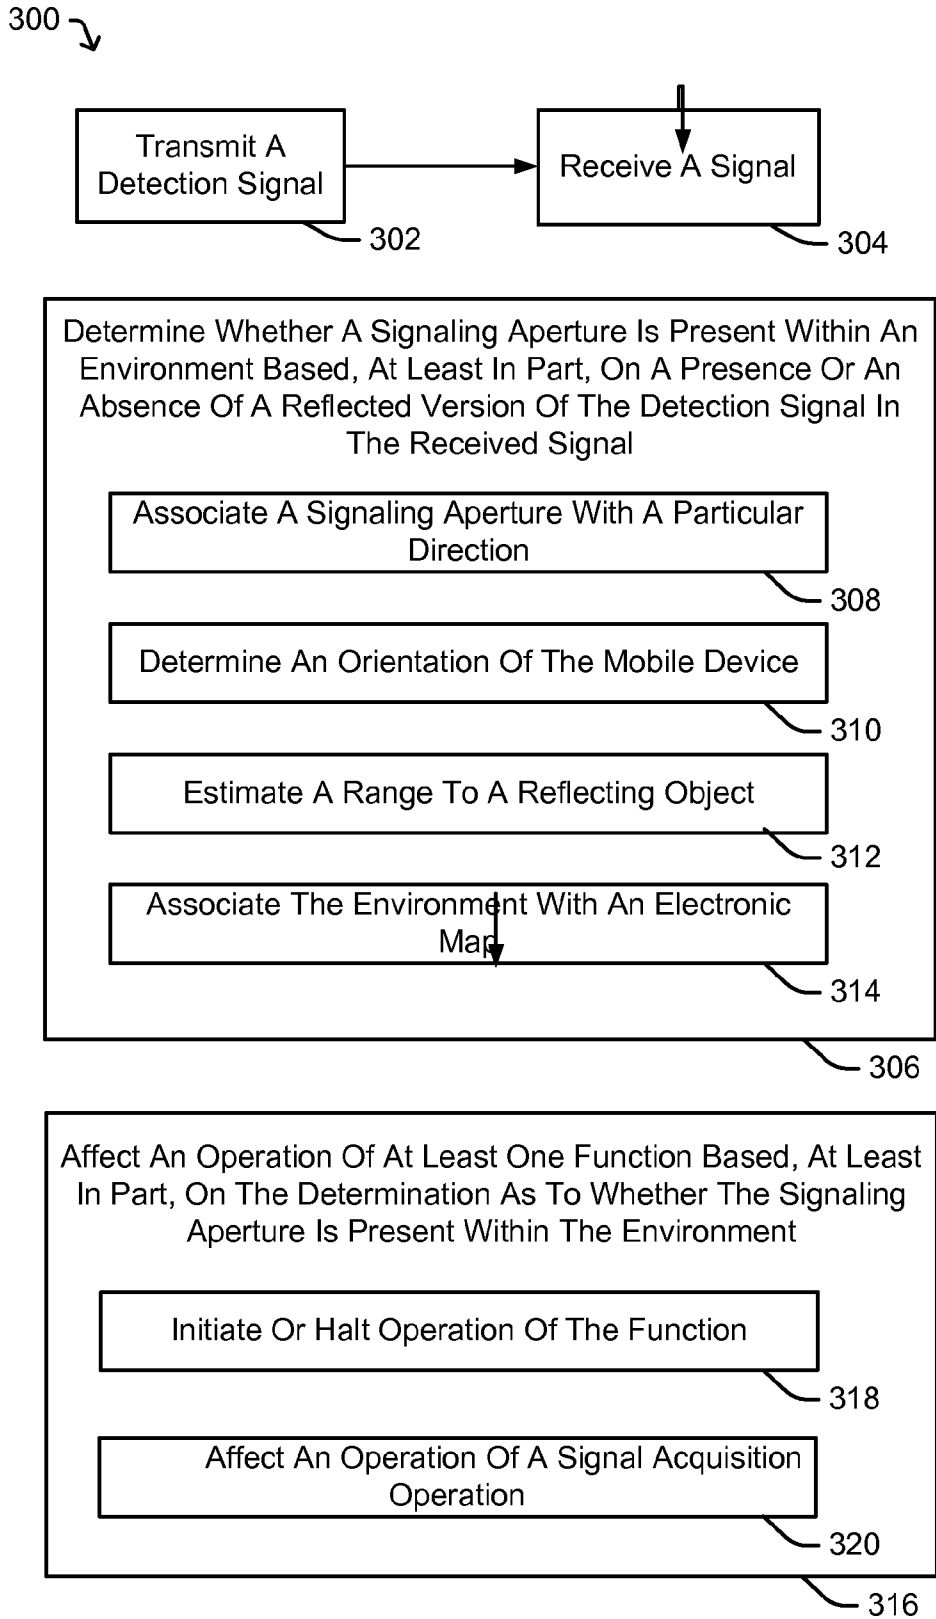 300
Transmit A
Detection Signal
302
Receive A Signal
304
Determine Whether A Signaling Aperture Is Present Within An
Environment Based, At Least In Part, On A Presence Or An
Absence Of A Reflected Version Of The Detection Signal In
The Received Signal
Associate A Signaling Aperture With A Particular
Direction
308
Determine An Orientation Of The Mobile Device
310
Estimate A Range To A Reflecting Object
312
Associate The Environment With An Electronic
Map
314
306
Affect An Operation Of At Least One Function Based, At Least
In Part, On The Determination As To Whether The Signaling
Aperture Is Present Within The Environment
Initiate Or Halt Operation Of The Function
318
Affect An Operation Of A Signal Acquisition
Operation
320
316